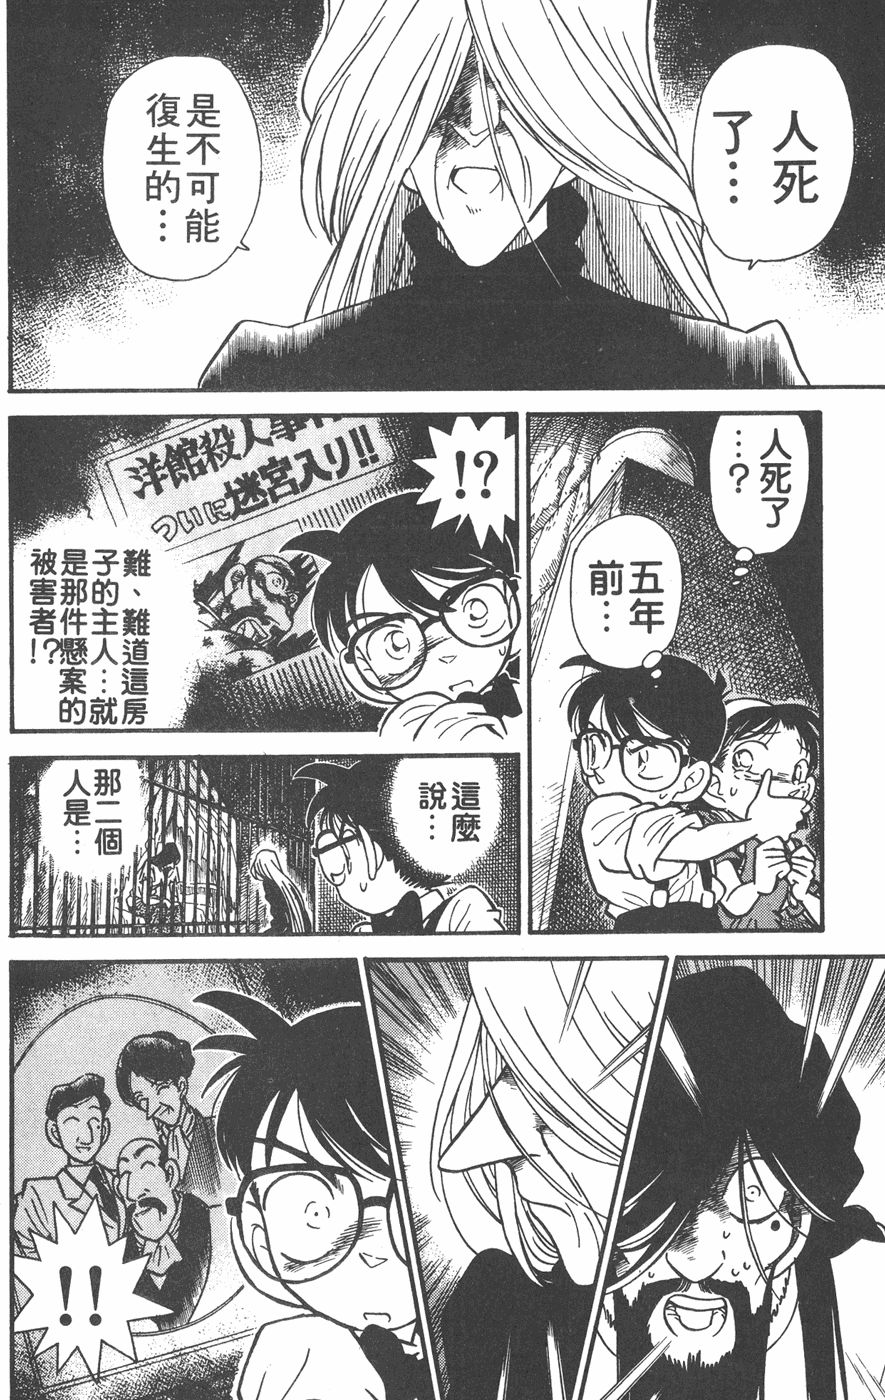 人死
了…
是不可能
復生的…
人死了
…?
五年
前…
!?
洋館殺人事件
ついに迷宮入り!!
難、難道這房
子的主人…就
是那件懸案的
被害者!?
這麼
說…
那二個
人是…
!!